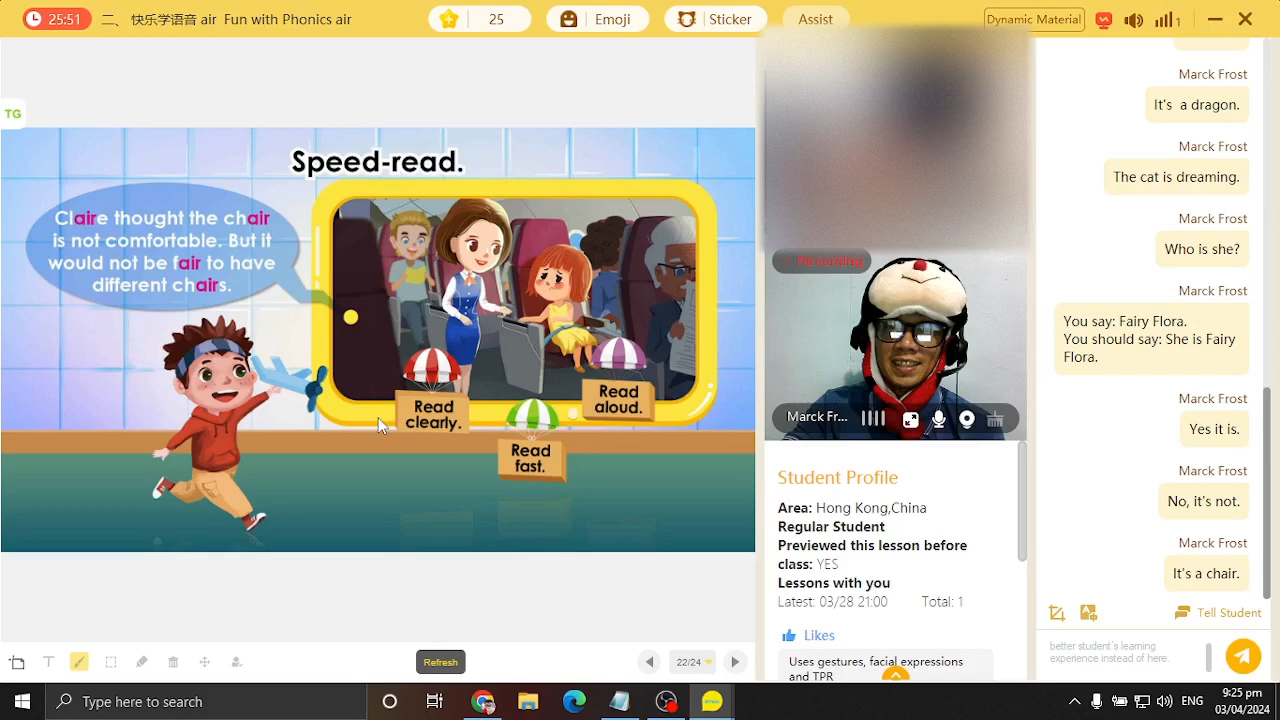 25:51
二、快乐学语音 air Fun with Phonics air
25
Emoji
Sticker
Assist
Dynamic Material
1
TG
Speed-read.
Claire thought the chair
is not comfortable. But it
would not be fair to have
different chairs.
Read
clearly.
Read
fast.
Read
aloud.
Recording
Marck Fr...
Student Profile
Area: Hong Kong,China
Regular Student
Previewed this lesson before
class: YES
Lessons with you
Latest: 03/28 21:00 Total: 1
Likes
Uses gestures, facial expressions
and TPR
Marck Frost
It's a dragon.
Marck Frost
The cat is dreaming.
Marck Frost
Who is she?
Marck Frost
You say: Fairy Flora.
You should say: She is Fairy
Flora.
Marck Frost
Yes it is.
Marck Frost
No, it's not.
Marck Frost
It's a chair.
Tell Student
better student's learning
experience instead of here.
T
Refresh
22/24
Type here to search
ENG
9:25 pm
03/04/2024